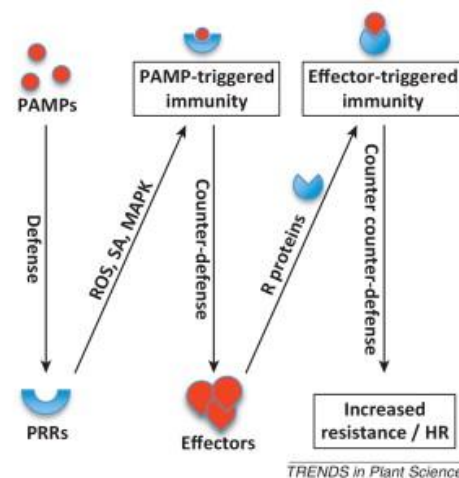 PAMPs
PAMP-triggered
immunity
Effector-triggered
immunity
Defense
ROS, SA, MAPK
Counter-defense
R proteins
Counter counter-defense
PRRs
Effectors
Increased
resistance / HR
TRENDS in Plant Science